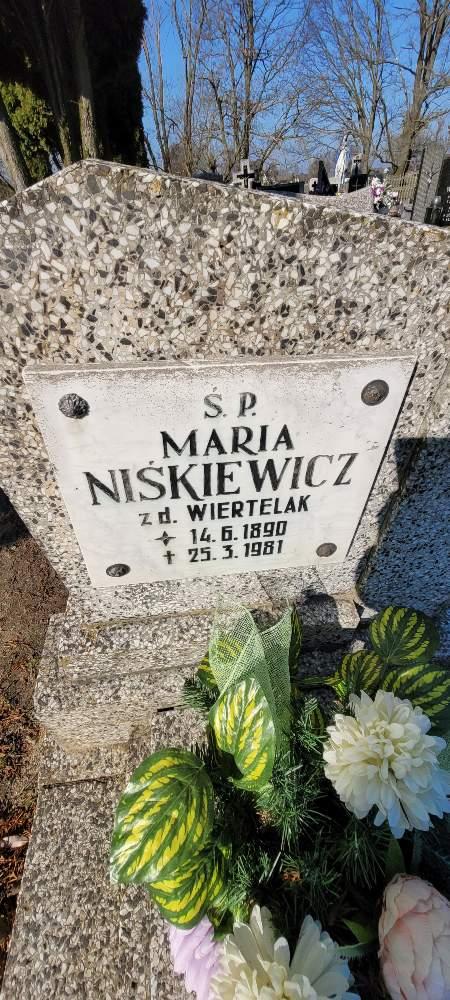 Ś.P.
MARIA
NIŚKIEWICZ
z d. WIERTELAK
14.6.1890
† 25.3.1981